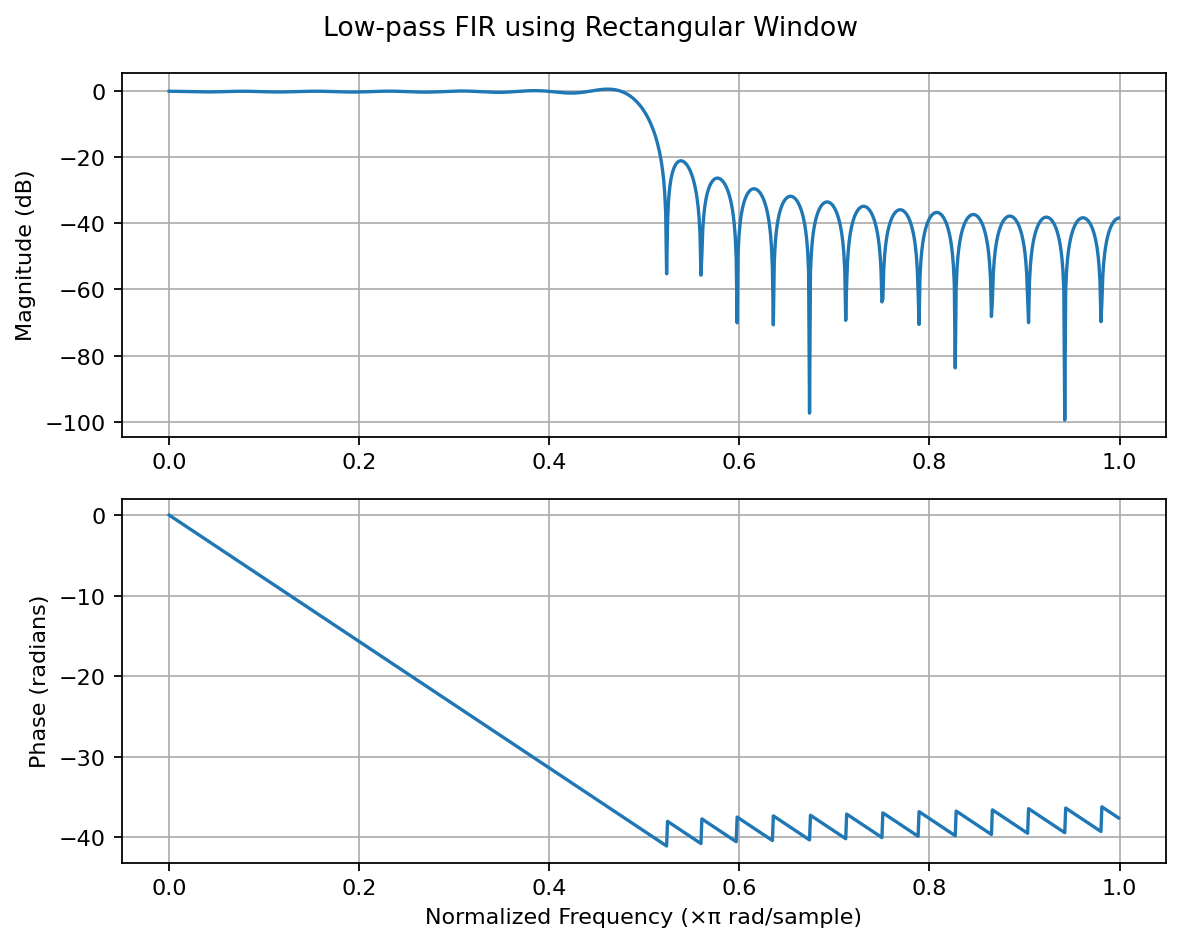 Low-pass FIR using Rectangular Window
0
−20
−40
−60
−80
−100
Magnitude (dB)
0.0 0.2 0.4 0.6 0.8 1.0
0
−10
−20
−30
−40
Phase (radians)
0.0 0.2 0.4 0.6 0.8 1.0
Normalized Frequency (×π rad/sample)